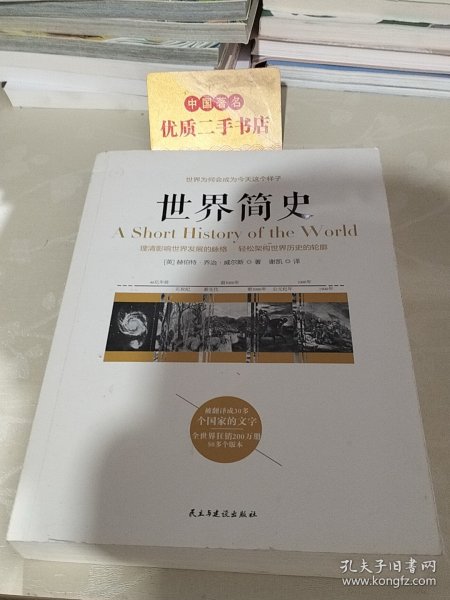 中国著名
优质二手书店
世界为何会成为今天这个样子
世界简史
A Short History of the World
理清影响世界发展的脉络 轻松架构世界历史的轮廓
[英] 赫伯特·乔治·威尔斯 ◎ 著 谢凯 ◎ 译
被翻译成30多
个国家的文字
全世界狂销200万册
50多个版本
民主与建设出版社
孔夫子旧书网
www.kongfz.com